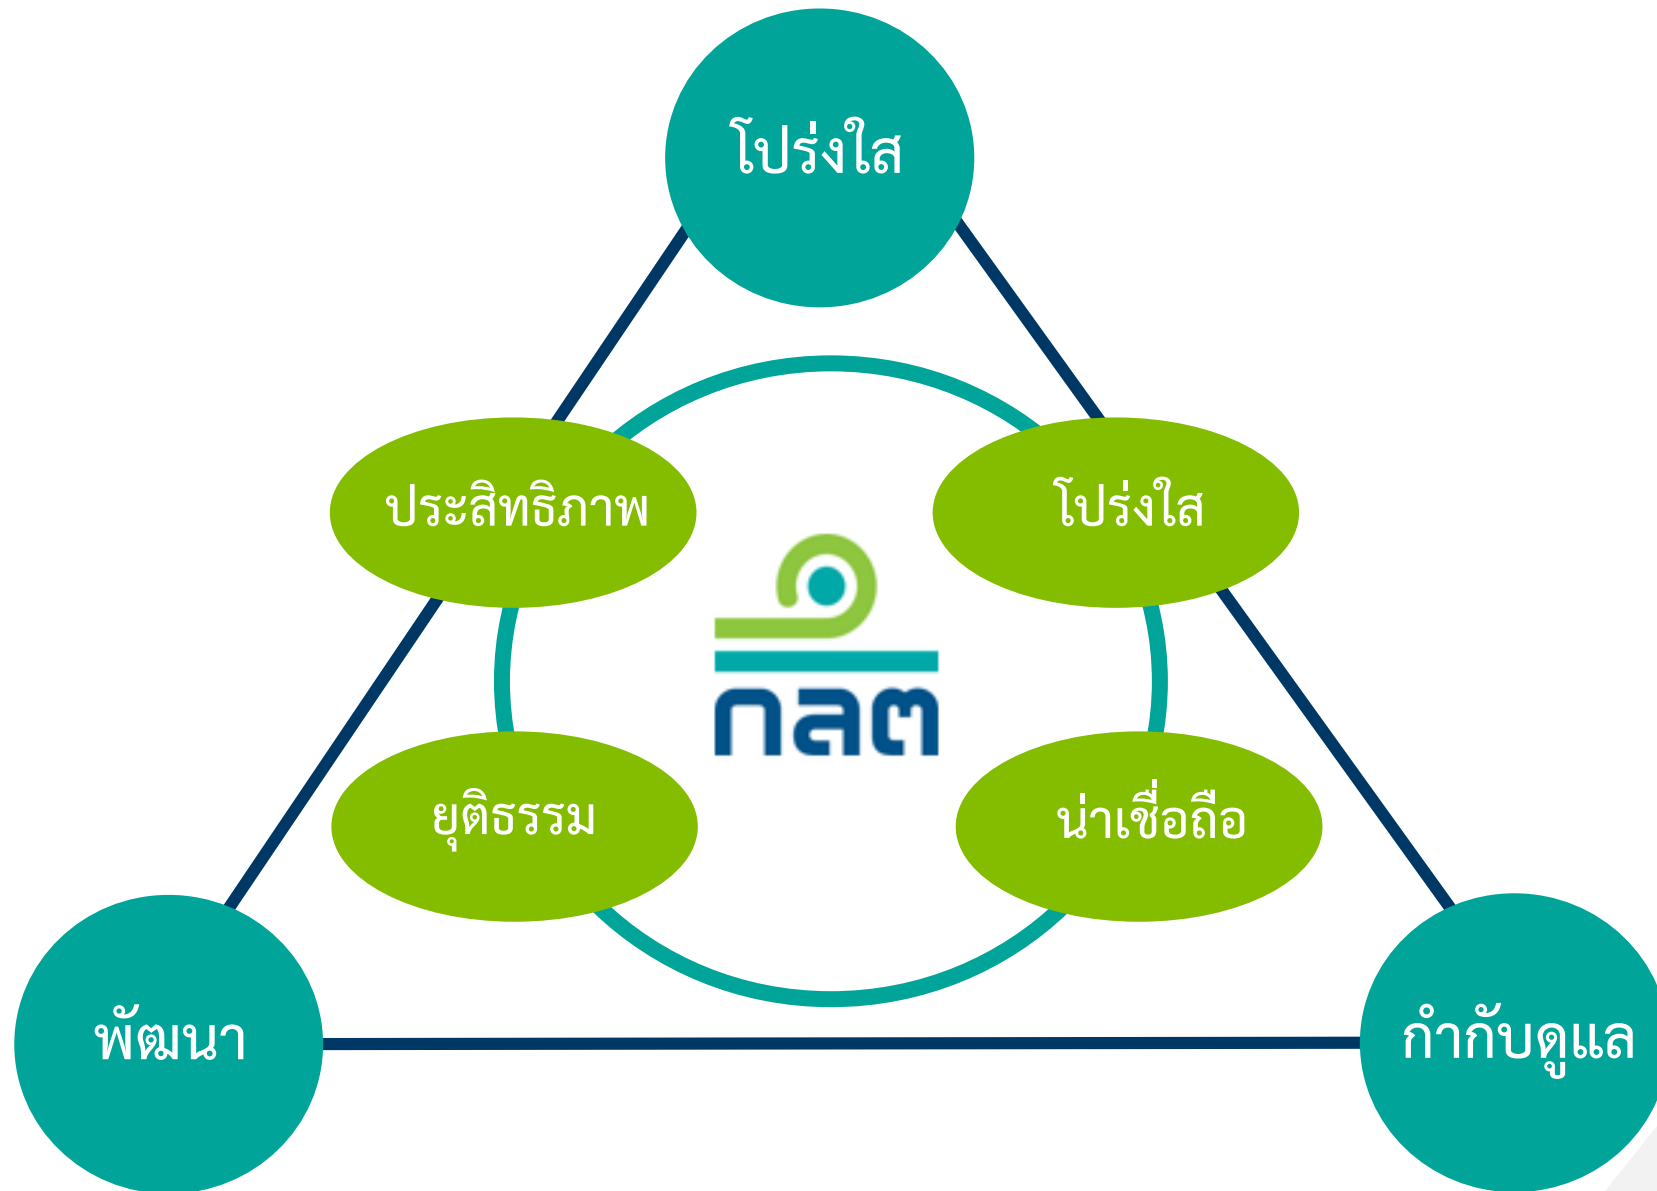 โปร่งใส
ประสิทธิภาพ
โปร่งใส
กลต
ยุติธรรม
น่าเชื่อถือ
พัฒนา
กำกับดูแล